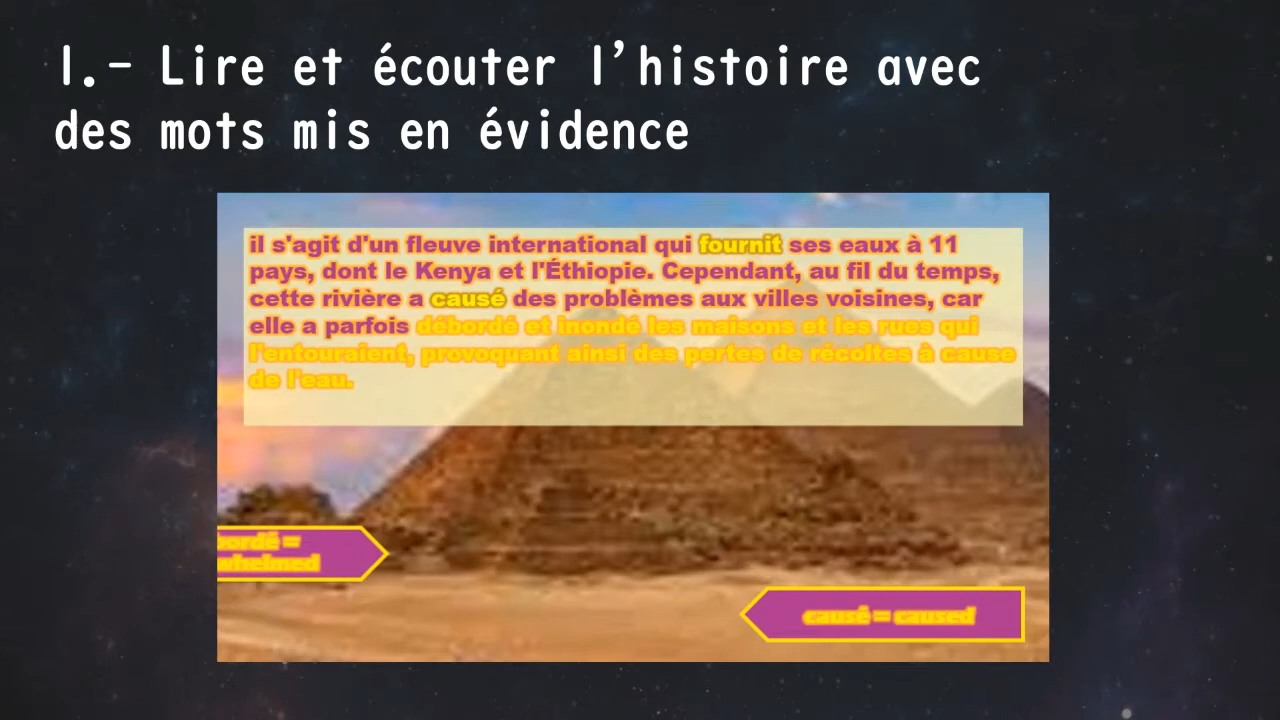 1.- Lire et écouter l’histoire avec
des mots mis en évidence
il s'agit d'un fleuve international qui fournit ses eaux à 11
pays, dont le Kenya et l'Éthiopie. Cependant, au fil du temps,
cette rivière a causé des problèmes aux villes voisines, car
elle a parfois débordé et inondé les maisons et les rues qui
l'entouraient, provoquant ainsi des pertes de récoltes à cause
de l'eau.
bordé =
whelmed
causé = caused